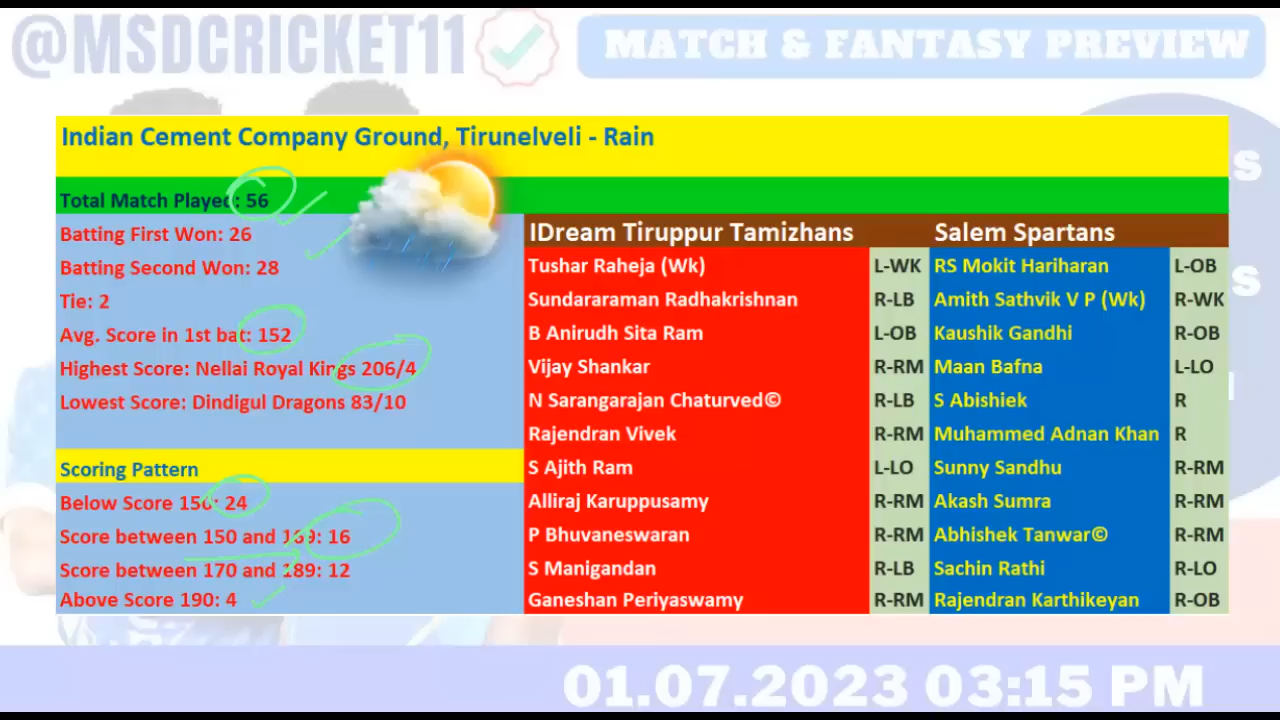 @MSDCRICKET11 MATCH & FANTASY PREVIEW
Indian Cement Company Ground, Tirunelveli - Rain
Total Match Played: 56
Batting First Won: 26
Batting Second Won: 28
Tie: 2
Avg. Score in 1st bat: 152
Highest Score: Nellai Royal Kings 206/4
Lowest Score: Dindigul Dragons 83/10
Scoring Pattern
Below Score 150: 24
Score between 150 and 169: 16
Score between 170 and 189: 12
Above Score 190: 4
IDream Tiruppur Tamizhans Salem Spartans
Tushar Raheja (Wk) L-WK RS Mokit Hariharan L-OB
Sundararaman Radhakrishnan R-LB Amith Sathvik V P (Wk) R-WK
B Anirudh Sita Ram L-OB Kaushik Gandhi R-OB
Vijay Shankar R-RM Maan Bafna L-LO
N Sarangarajan Chaturved© R-LB S Abishiek R
Rajendran Vivek R-RM Muhammed Adnan Khan R
S Ajith Ram L-LO Sunny Sandhu R-RM
Alliraj Karuppusamy R-RM Akash Sumra R-RM
P Bhuvaneswaran R-RM Abhishek Tanwar© R-RM
S Manigandan R-LB Sachin Rathi R-LO
Ganeshan Periyaswamy R-RM Rajendran Karthikeyan R-OB
01.07.2023 03:15 PM